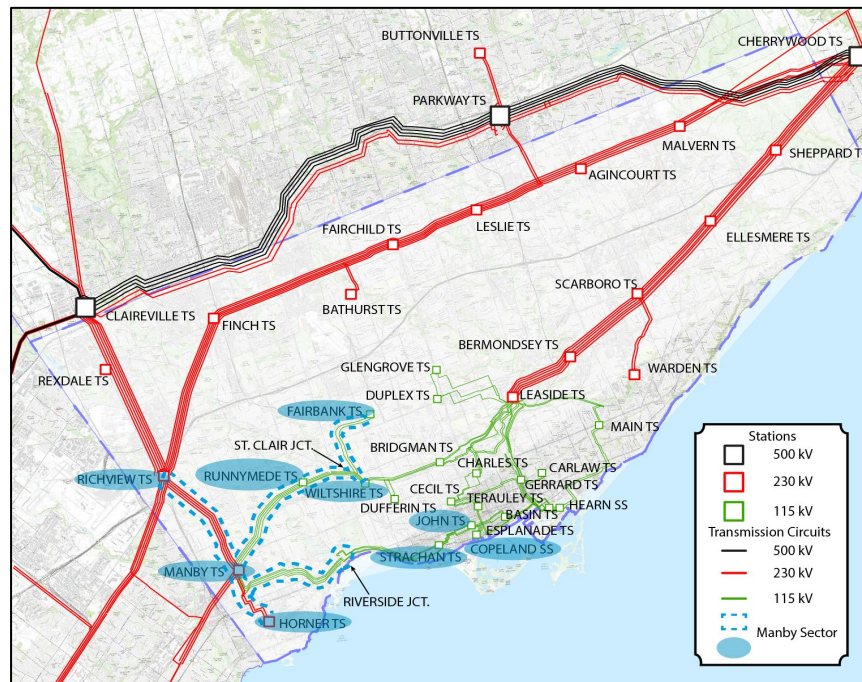 BUTTONVILLE TS
CHERRYWOOD TS
PARKWAY TS
MALVERN TS
SHEPPARD T
AGINCOURT TS
LESLIE TS
FAIRCHILD TS
ELLESMERE TS
SCARBORO TS
BATHURST TS
CLAIREVILLE TS
FINCH TS
BERMONDSEY TS
WARDEN TS
REXDALE TS
GLENGROVE TS
DUPLEX TS
LEASIDE TS
FAIRBANK TS
MAIN TS
ST. CLAIR JCT.
BRIDGMAN TS
RICHVIEW TS
RUNNYMEDE TS
CHARLES TS
CARLAW TS
WILTSHIRE TS
CECIL TS
GERRARD TS
DUFFERIN TS
TERAULEY TS
HEARN SS
JOHN TS
BASIN TS
ESPLANADE TS
STRACHAN TS
COPELAND SS
MANBY TS
RIVERSIDE JCT.
HORNER TS
Stations
500 kV
230 kV
115 kV
Transmission Circuits
500 kV
230 kV
115 kV
Manby Sector